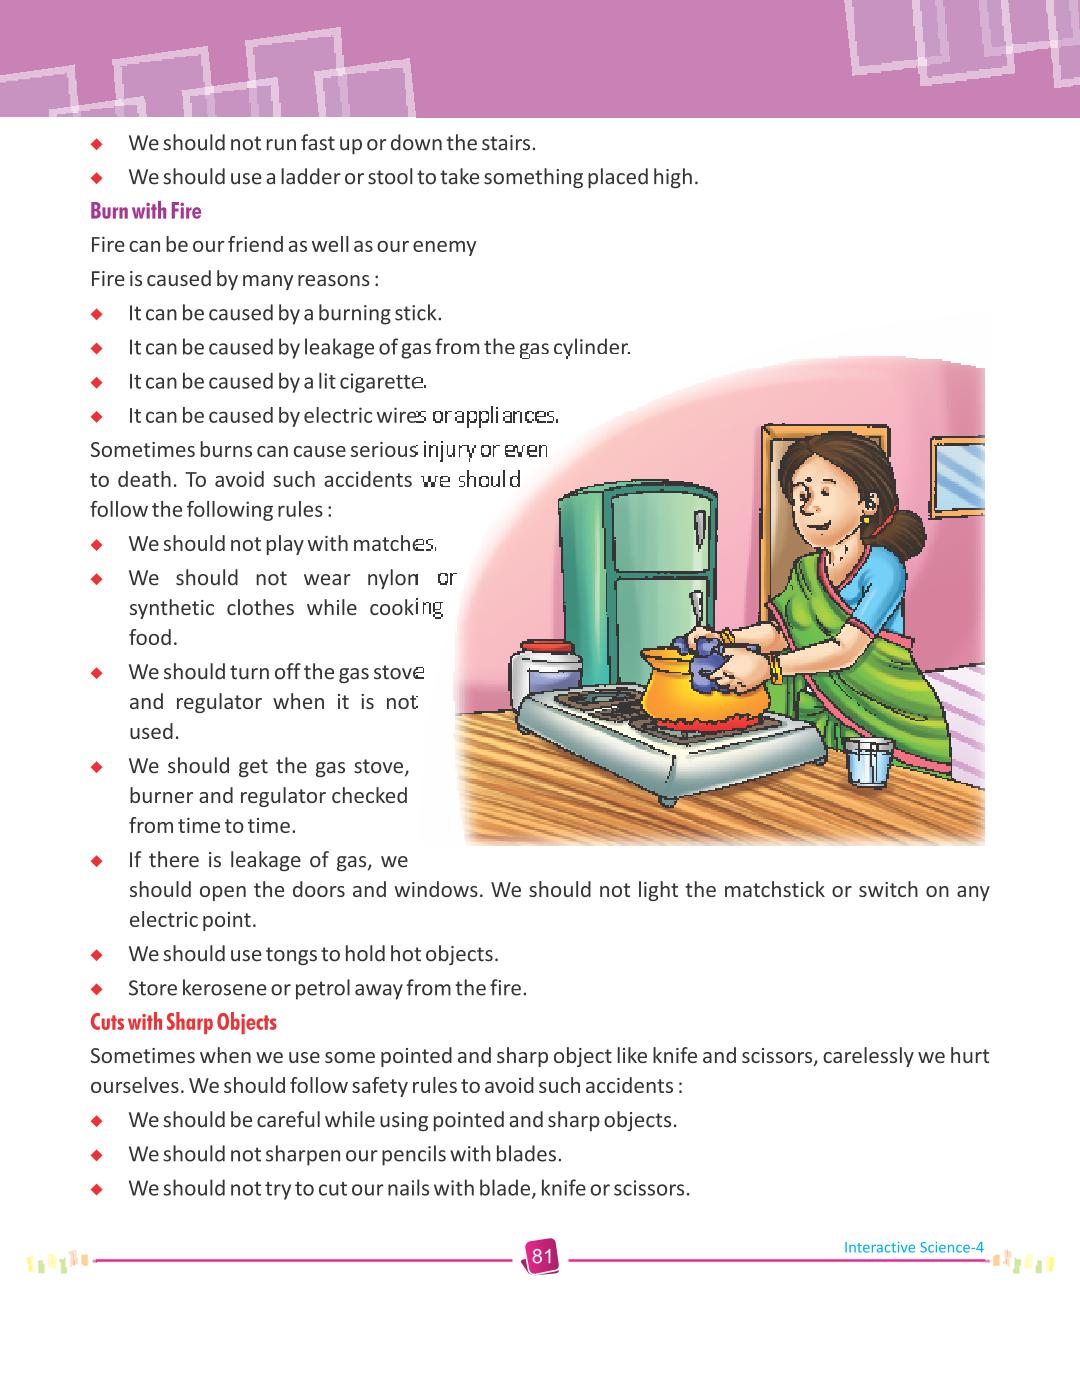 ◆ We should not run fast up or down the stairs.
◆ We should use a ladder or stool to take something placed high.
Burn with Fire
Fire can be our friend as well as our enemy
Fire is caused by many reasons :
◆ It can be caused by a burning stick.
◆ It can be caused by leakage of gas from the gas cylinder.
◆ It can be caused by a lit cigarette.
◆ It can be caused by electric wires or appliances.
Sometimes burns can cause serious injury or even
to death. To avoid such accidents we should
follow the following rules :
◆ We should not play with matches.
◆ We should not wear nylon or
synthetic clothes while cooking
food.
◆ We should turn off the gas stove
and regulator when it is not
used.
◆ We should get the gas stove,
burner and regulator checked
from time to time.
◆ If there is leakage of gas, we
should open the doors and windows. We should not light the matchstick or switch on any
electric point.
◆ We should use tongs to hold hot objects.
◆ Store kerosene or petrol away from the fire.
Cuts with Sharp Objects
Sometimes when we use some pointed and sharp object like knife and scissors, carelessly we hurt
ourselves. We should follow safety rules to avoid such accidents :
◆ We should be careful while using pointed and sharp objects.
◆ We should not sharpen our pencils with blades.
◆ We should not try to cut our nails with blade, knife or scissors.
81
Interactive Science-4